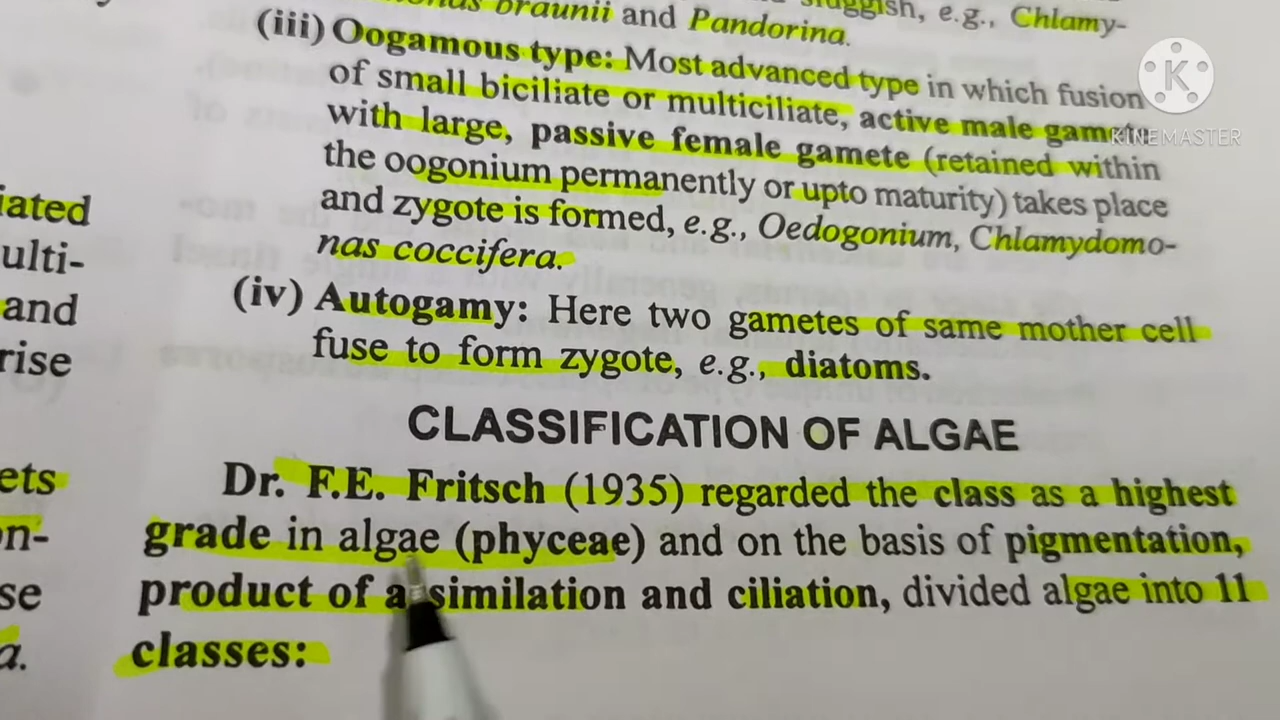 braunii and Pandorina.
sluggish, e.g., Chlamy-
(iii) Oogamous type: Most advanced type in which fusion
of small biciliate or multiciliate, active male gamete
with large, passive female gamete (retained within
the oogonium permanently or upto maturity) takes place
and zygote is formed, e.g., Oedogonium, Chlamydomo-
nas coccifera.
(iv) Autogamy: Here two gametes of same mother cell
fuse to form zygote, e.g., diatoms.
CLASSIFICATION OF ALGAE
Dr. F.E. Fritsch (1935) regarded the class as a highest
grade in algae (phyceae) and on the basis of pigmentation,
product of assimilation and ciliation, divided algae into 11
classes:
iated
ulti-
and
rise
ets
on-
se
a.
K
KINEMASTER